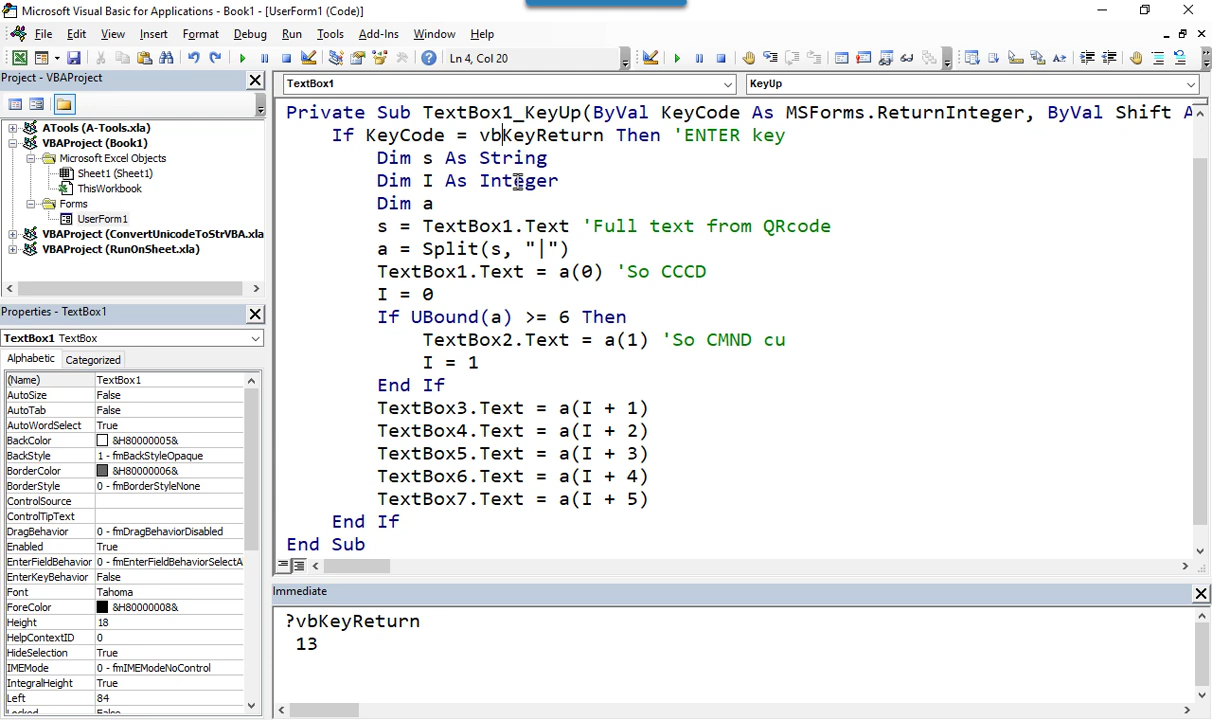 Microsoft Visual Basic for Applications - Book1 - [UserForm1 (Code)]
File Edit View Insert Format Debug Run Tools Add-Ins Window Help
Ln 4, Col 20
Project - VBAProject
ATools (A-Tools.xla)
VBAProject (Book1)
Microsoft Excel Objects
Sheet1 (Sheet1)
ThisWorkbook
Forms
UserForm1
VBAProject (ConvertUnicodeToStrVBA.xla
VBAProject (RunOnSheet.xla)
Properties - TextBox1
TextBox1 TextBox
Alphabetic Categorized
(Name) TextBox1
AutoSize False
AutoTab False
AutoWordSelect True
BackColor &H80000005&
BackStyle 1 - fmBackStyleOpaque
BorderColor &H80000006&
BorderStyle 0 - fmBorderStyleNone
ControlSource
ControlTipText
DragBehavior 0 - fmDragBehaviorDisabled
Enabled True
EnterFieldBehavior 0 - fmEnterFieldBehaviorSelectA
EnterKeyBehavior False
Font Tahoma
ForeColor &H80000008&
Height 18
HelpContextID 0
HideSelection True
IMEMode 0 - fmIMEModeNoControl
IntegralHeight True
Left 84
Locked False
TextBox1 KeyUp
Private Sub TextBox1_KeyUp(ByVal KeyCode As MSForms.ReturnInteger, ByVal Shift A
If KeyCode = vbKeyReturn Then 'ENTER key
Dim s As String
Dim I As Integer
Dim a
s = TextBox1.Text 'Full text from QRcode
a = Split(s, "|")
TextBox1.Text = a(0) 'So CCCD
I = 0
If UBound(a) >= 6 Then
TextBox2.Text = a(1) 'So CMND cu
I = 1
End If
TextBox3.Text = a(I + 1)
TextBox4.Text = a(I + 2)
TextBox5.Text = a(I + 3)
TextBox6.Text = a(I + 4)
TextBox7.Text = a(I + 5)
End If
End Sub
Immediate
?vbKeyReturn
13